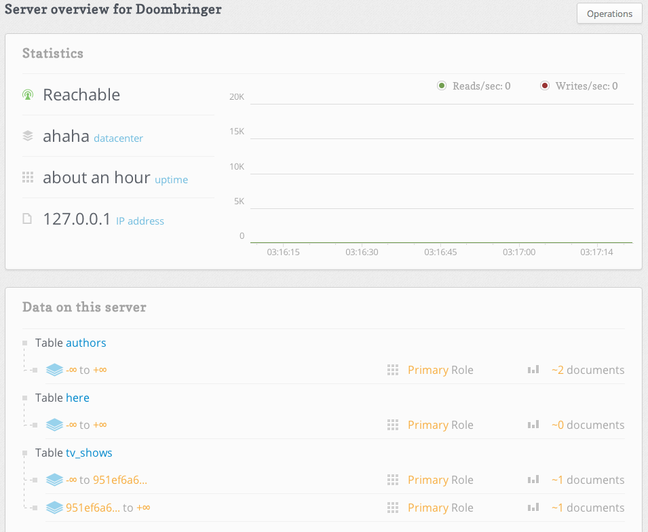 Server overview for Doombringer
Operations
Statistics
Reachable
ahaha datacenter
about an hour uptime
127.0.0.1 IP address
Reads/sec: 0 Writes/sec: 0
20K
15K
10K
5K
0
03:16:15 03:16:30 03:16:45 03:17:00 03:17:14
Data on this server
Table authors
-∞ to +∞ Primary Role ~2 documents
Table here
-∞ to +∞ Primary Role ~0 documents
Table tv_shows
-∞ to 951ef6a6... Primary Role ~1 documents
951ef6a6... to +∞ Primary Role ~1 documents